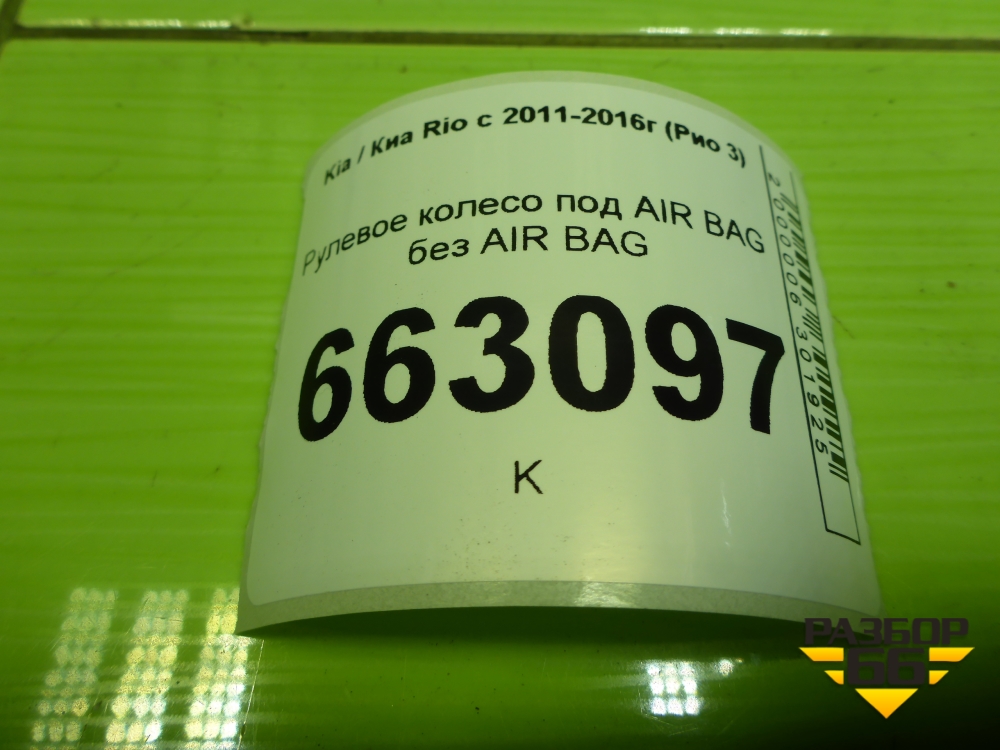 Kia / Киа Rio с 2011-2016г (Рио 3)
Рулевое колесо под AIR BAG
без AIR BAG
663097
К
2000006301925
РАЗБОР
66